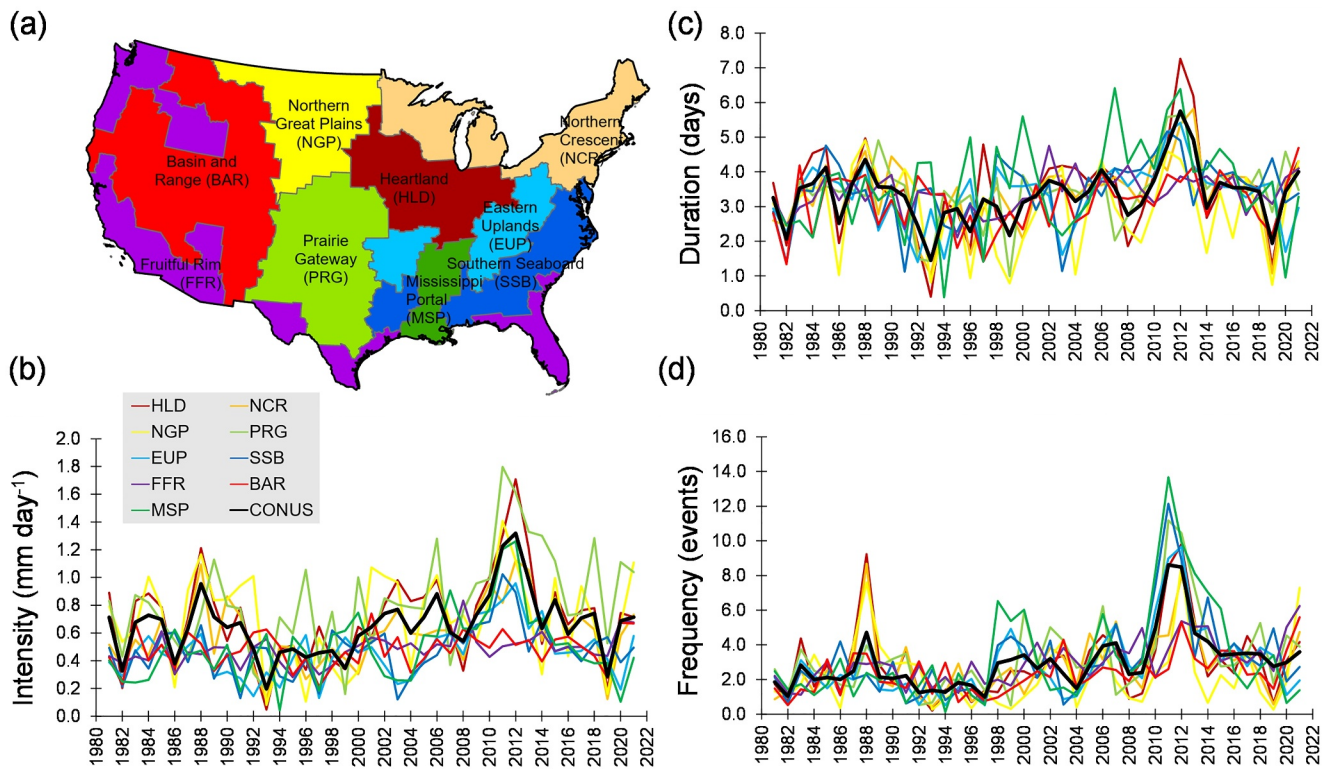 (a)
Northern
Great Plains
(NGP)
Northern
Crescent
(NCR)
Basin and
Range (BAR)
Heartland
(HLD)
Eastern
Uplands
(EUP)
Prairie
Gateway
(PRG)
Fruitful Rim
(FFR)
Southern Seaboard
(SSB)
Mississippi
Portal
(MSP)
(b)
HLD NCR
NGP PRG
EUP SSB
FFR BAR
MSP CONUS
Intensity (mm day-1)
2.0
1.8
1.6
1.4
1.2
1.0
0.8
0.6
0.4
0.2
0.0
1980 1982 1984 1986 1988 1990 1992 1994 1996 1998 2000 2002 2004 2006 2008 2010 2012 2014 2016 2018 2020 2022
(c)
Duration (days)
8.0
7.0
6.0
5.0
4.0
3.0
2.0
1.0
0.0
1980 1982 1984 1986 1988 1990 1992 1994 1996 1998 2000 2002 2004 2006 2008 2010 2012 2014 2016 2018 2020 2022
(d)
Frequency (events)
16.0
14.0
12.0
10.0
8.0
6.0
4.0
2.0
0.0
1980 1982 1984 1986 1988 1990 1992 1994 1996 1998 2000 2002 2004 2006 2008 2010 2012 2014 2016 2018 2020 2022